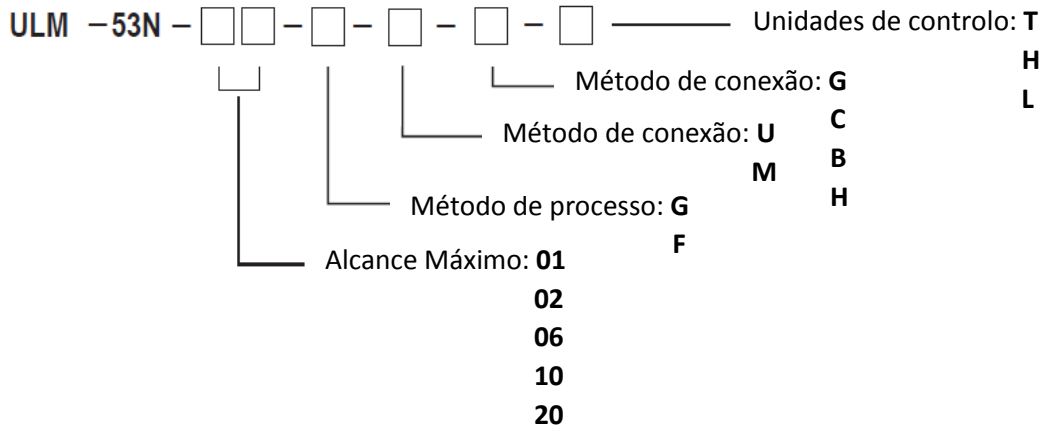 ULM –53N – □□ – □ – □ – □ – □ Unidades de controlo: T
H
L
Método de conexão: G
C
B
H
Método de conexão: U
M
Método de processo: G
F
Alcance Máximo: 01
02
06
10
20